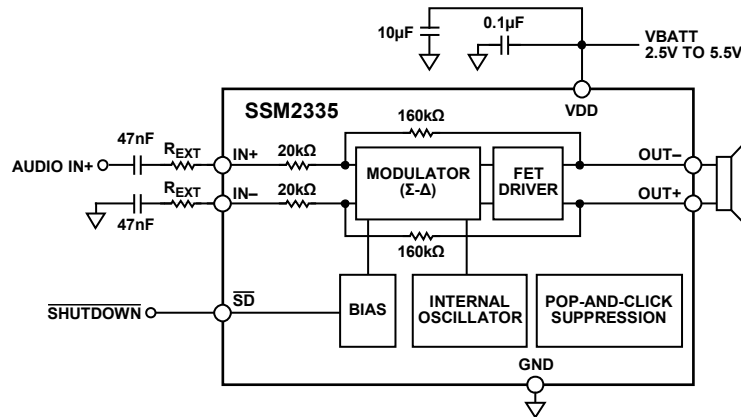 10µF
0.1µF
VBATT
2.5V TO 5.5V
SSM2335
VDD
160kΩ
47nF
REXT
IN+
20kΩ
AUDIO IN+
MODULATOR
(Σ-Δ)
FET
DRIVER
OUT–
REXT
IN–
20kΩ
OUT+
47nF
160kΩ
SHUTDOWN
SD
BIAS
INTERNAL
OSCILLATOR
POP-AND-CLICK
SUPPRESSION
GND